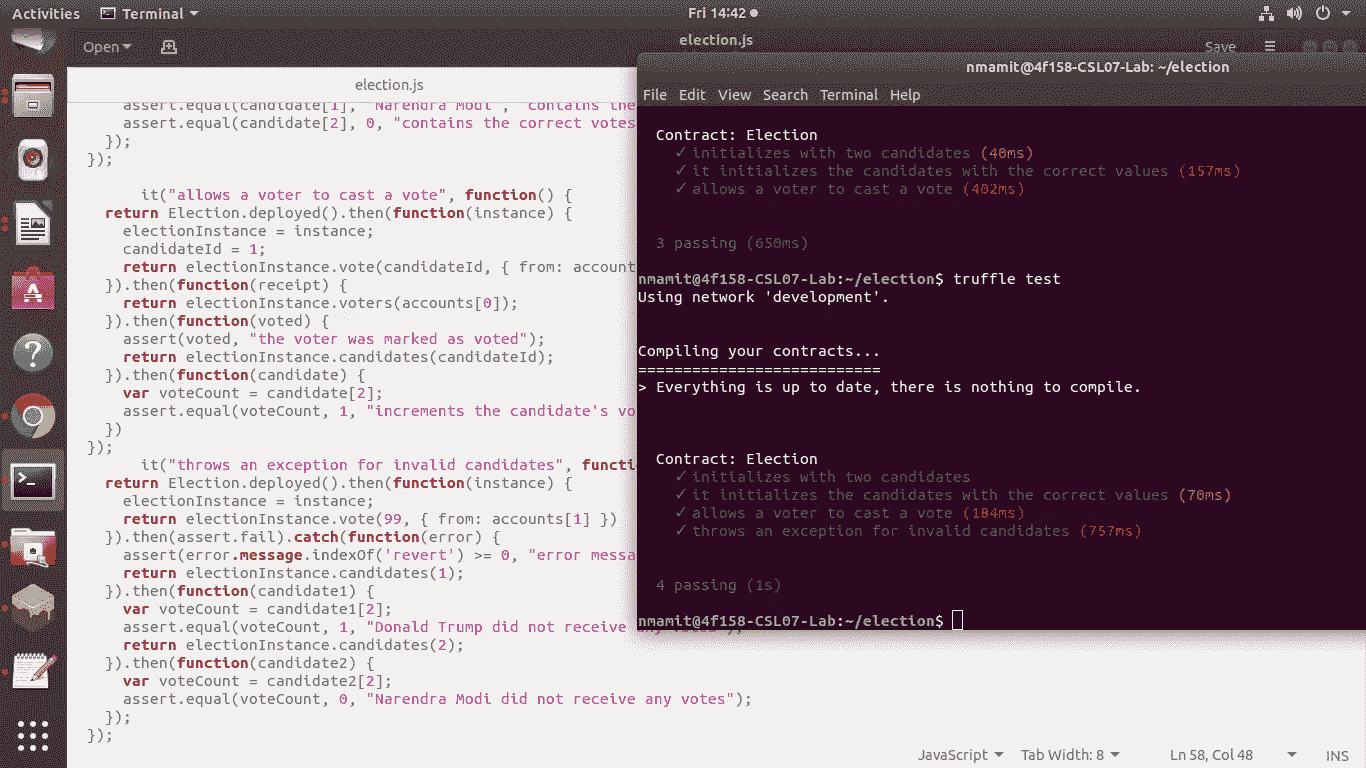 Activities Terminal Fri 14:42
Open election.js Save
election.js
assert.equal(candidate[1], "Narendra Modi", "contains the
assert.equal(candidate[2], 0, "contains the correct votes
});
});
it("allows a voter to cast a vote", function() {
return Election.deployed().then(function(instance) {
electionInstance = instance;
candidateId = 1;
return electionInstance.vote(candidateId, { from: account
}).then(function(receipt) {
return electionInstance.voters(accounts[0]);
}).then(function(voted) {
assert(voted, "the voter was marked as voted");
return electionInstance.candidates(candidateId);
}).then(function(candidate) {
var voteCount = candidate[2];
assert.equal(voteCount, 1, "increments the candidate's vo
})
});
it("throws an exception for invalid candidates", functi
return Election.deployed().then(function(instance) {
electionInstance = instance;
return electionInstance.vote(99, { from: accounts[1] })
}).then(assert.fail).catch(function(error) {
assert(error.message.indexOf('revert') >= 0, "error messa
return electionInstance.candidates(1);
}).then(function(candidate1) {
var voteCount = candidate1[2];
assert.equal(voteCount, 1, "Donald Trump did not receive
return electionInstance.candidates(2);
}).then(function(candidate2) {
var voteCount = candidate2[2];
assert.equal(voteCount, 0, "Narendra Modi did not receive any votes");
});
});
JavaScript Tab Width: 8 Ln 58, Col 48 INS
nmamit@4f158-CSL07-Lab: ~/election
File Edit View Search Terminal Help
Contract: Election
✓ initializes with two candidates (40ms)
✓ it initializes the candidates with the correct values (157ms)
✓ allows a voter to cast a vote (402ms)
3 passing (650ms)
nmamit@4f158-CSL07-Lab:~/election$ truffle test
Using network 'development'.
Compiling your contracts...
===========================
> Everything is up to date, there is nothing to compile.
Contract: Election
✓ initializes with two candidates
✓ it initializes the candidates with the correct values (70ms)
✓ allows a voter to cast a vote (184ms)
✓ throws an exception for invalid candidates (757ms)
4 passing (1s)
nmamit@4f158-CSL07-Lab:~/election$